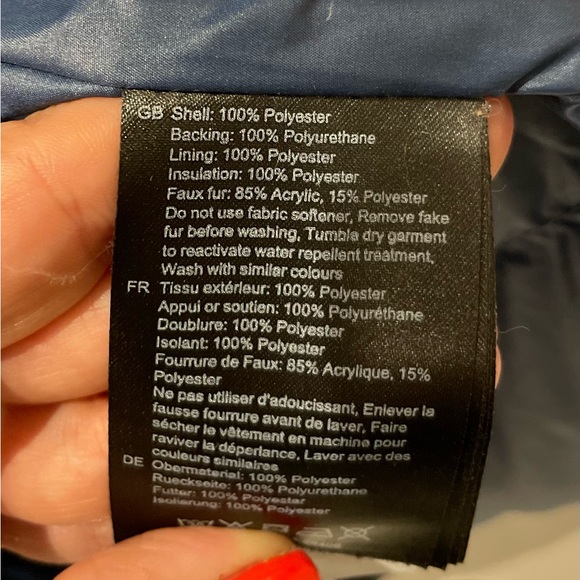 GB Shell: 100% Polyester
Backing: 100% Polyurethane
Lining: 100% Polyester
Insulation: 100% Polyester
Faux fur: 85% Acrylic, 15% Polyester
Do not use fabric softener, Remove fake
fur before washing, Tumble dry garment
to reactivate water repellent treatment,
Wash with similar colours
FR Tissu extérieur: 100% Polyester
Appui or soutien: 100% Polyuréthane
Doublure: 100% Polyester
Isolant: 100% Polyester
Fourrure de Faux: 85% Acrylique, 15%
Polyester
Ne pas utiliser d'adoucissant, Enlever la
fausse fourrure avant de laver, Faire
sécher le vêtement en machine pour
raviver la déperlance, Laver avec des
couleurs similaires
DE Obermaterial: 100% Polyester
Rueckseite: 100% Polyurethane
Futter: 100% Polyester
Isolierung: 100% Polyester